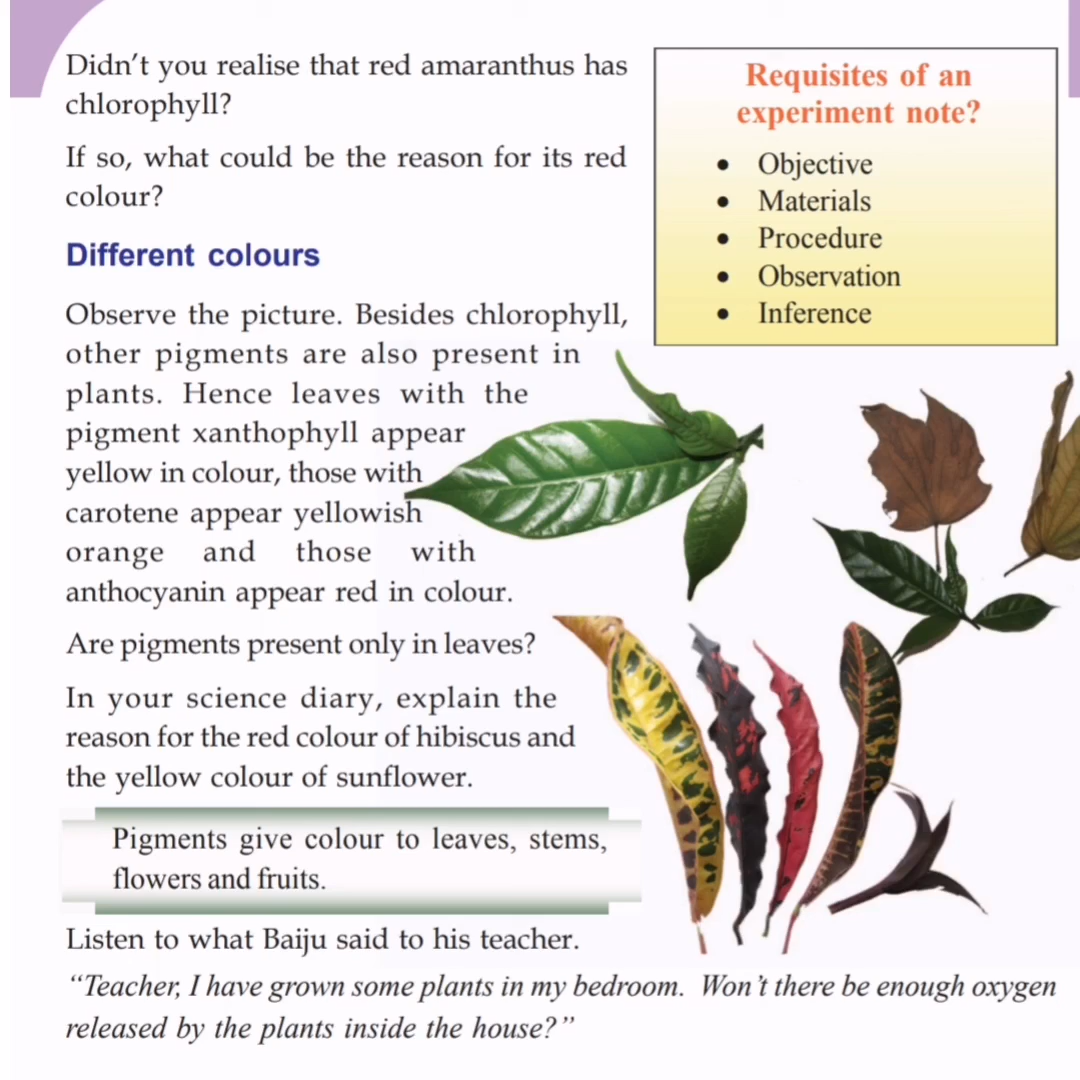 Didn't you realise that red amaranthus has
chlorophyll?
If so, what could be the reason for its red
colour?
Different colours
Observe the picture. Besides chlorophyll,
other pigments are also present in
plants. Hence leaves with the
pigment xanthophyll appear
yellow in colour, those with
carotene appear yellowish
orange and those with
anthocyanin appear red in colour.
Are pigments present only in leaves?
In your science diary, explain the
reason for the red colour of hibiscus and
the yellow colour of sunflower.
Pigments give colour to leaves, stems,
flowers and fruits.
Listen to what Baiju said to his teacher.
“Teacher, I have grown some plants in my bedroom. Won't there be enough oxygen
released by the plants inside the house?”
Requisites of an
experiment note?
• Objective
• Materials
• Procedure
• Observation
• Inference